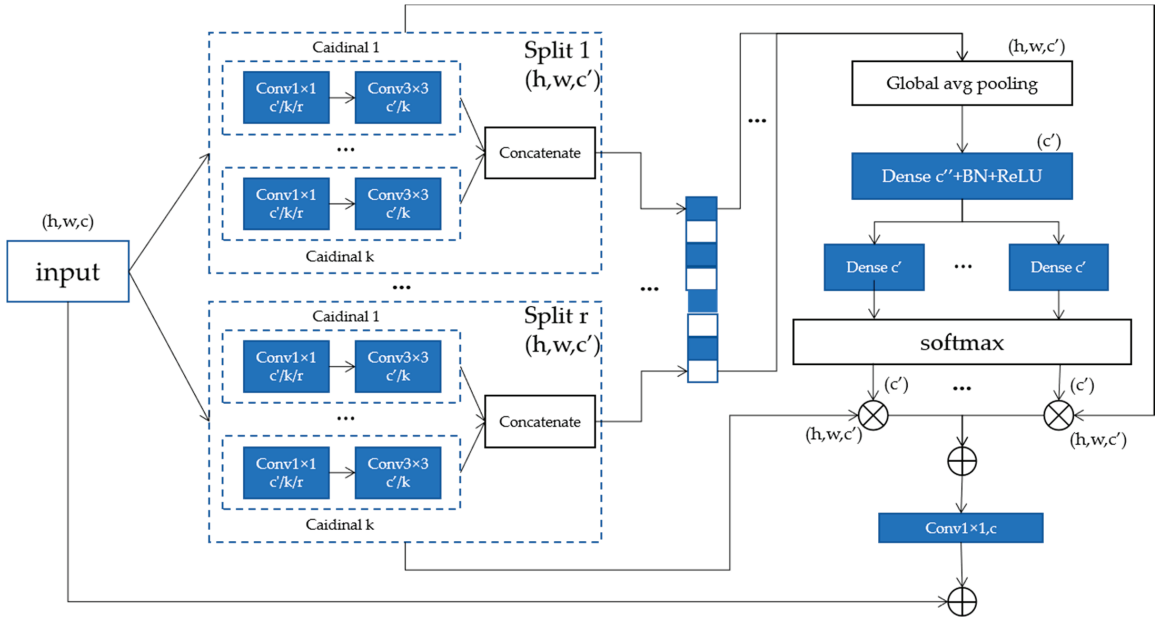 (h,w,c)
input
Caidinal 1
Split 1
(h,w,c′)
Conv1×1
c'/k/r
Conv3×3
c′/k
...
Concatenate
Conv1×1
c'/k/r
Conv3×3
c′/k
Caidinal k
...
Caidinal 1
Split r
(h,w,c′)
Conv1×1
c'/k/r
Conv3×3
c′/k
...
Concatenate
Conv1×1
c'/k/r
Conv3×3
c′/k
Caidinal k
...
...
(h,w,c′)
Global avg pooling
(c′)
Dense c′′+BN+ReLU
Dense c′
...
Dense c′
softmax
(c′)
...
(c′)
(h,w,c′)
(h,w,c′)
Conv1×1,c